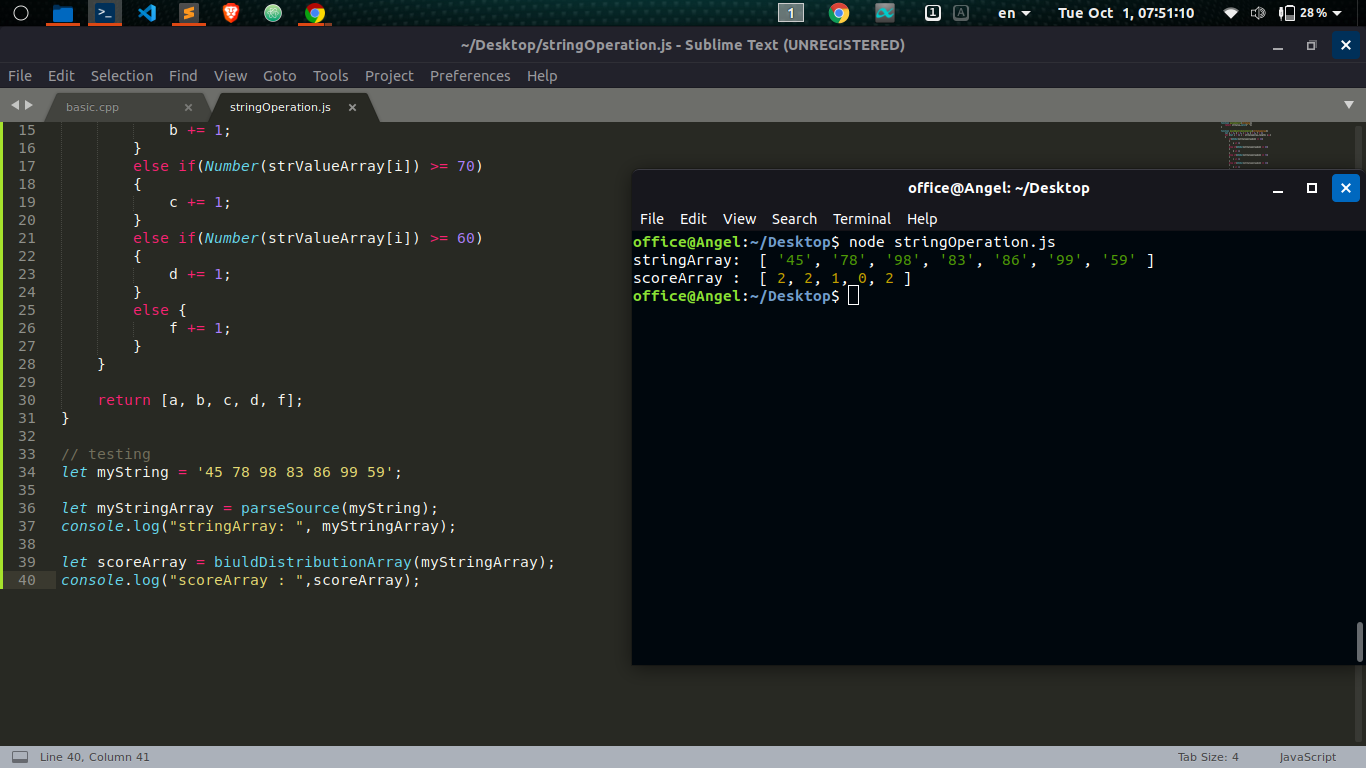 1
1
A
en
Tue Oct 1, 07:51:10
28%
~/Desktop/stringOperation.js - Sublime Text (UNREGISTERED)
File Edit Selection Find View Goto Tools Project Preferences Help
basic.cpp
stringOperation.js
15 b += 1;
16 }
17 else if(Number(strValueArray[i]) >= 70)
18 {
19 c += 1;
20 }
21 else if(Number(strValueArray[i]) >= 60)
22 {
23 d += 1;
24 }
25 else {
26 f += 1;
27 }
28 }
29
30 return [a, b, c, d, f];
31 }
32
33 // testing
34 let myString = '45 78 98 83 86 99 59';
35
36 let myStringArray = parseSource(myString);
37 console.log("stringArray: ", myStringArray);
38
39 let scoreArray = biuldDistributionArray(myStringArray);
40 console.log("scoreArray : ",scoreArray);
office@Angel: ~/Desktop
File Edit View Search Terminal Help
office@Angel:~/Desktop$ node stringOperation.js
stringArray:  [ '45', '78', '98', '83', '86', '99', '59' ]
scoreArray :  [ 2, 2, 1, 0, 2 ]
office@Angel:~/Desktop$
Line 40, Column 41
Tab Size: 4
JavaScript